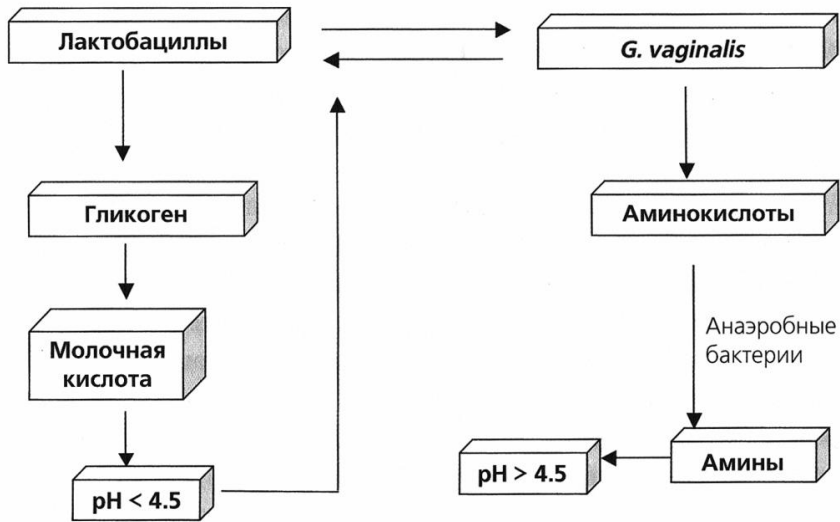 Лактобациллы
G. vaginalis
Гликоген
Аминокислоты
Молочная
кислота
Анаэробные
бактерии
pH < 4.5
pH > 4.5
Амины